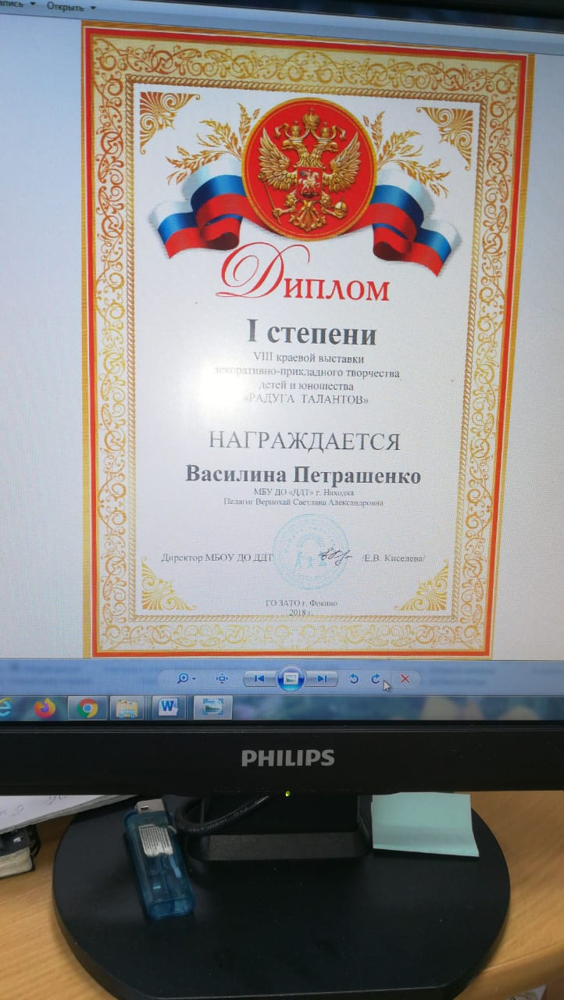 Открыть
Диплом
I степени
VIII краевой выставки
декоративно-прикладного творчества
детей и юношества
«РАДУГА ТАЛАНТОВ»
НАГРАЖДАЕТСЯ
Василина Петрашенко
МБУ ДО «ДДТ» г. Находка
Педагог Вернохай Светлана Александровна
Директор МБОУ ДО ДДТ /Е.В. Киселева/
ГО ЗАТО г. Фокино
2018 г.
W
PHILIPS